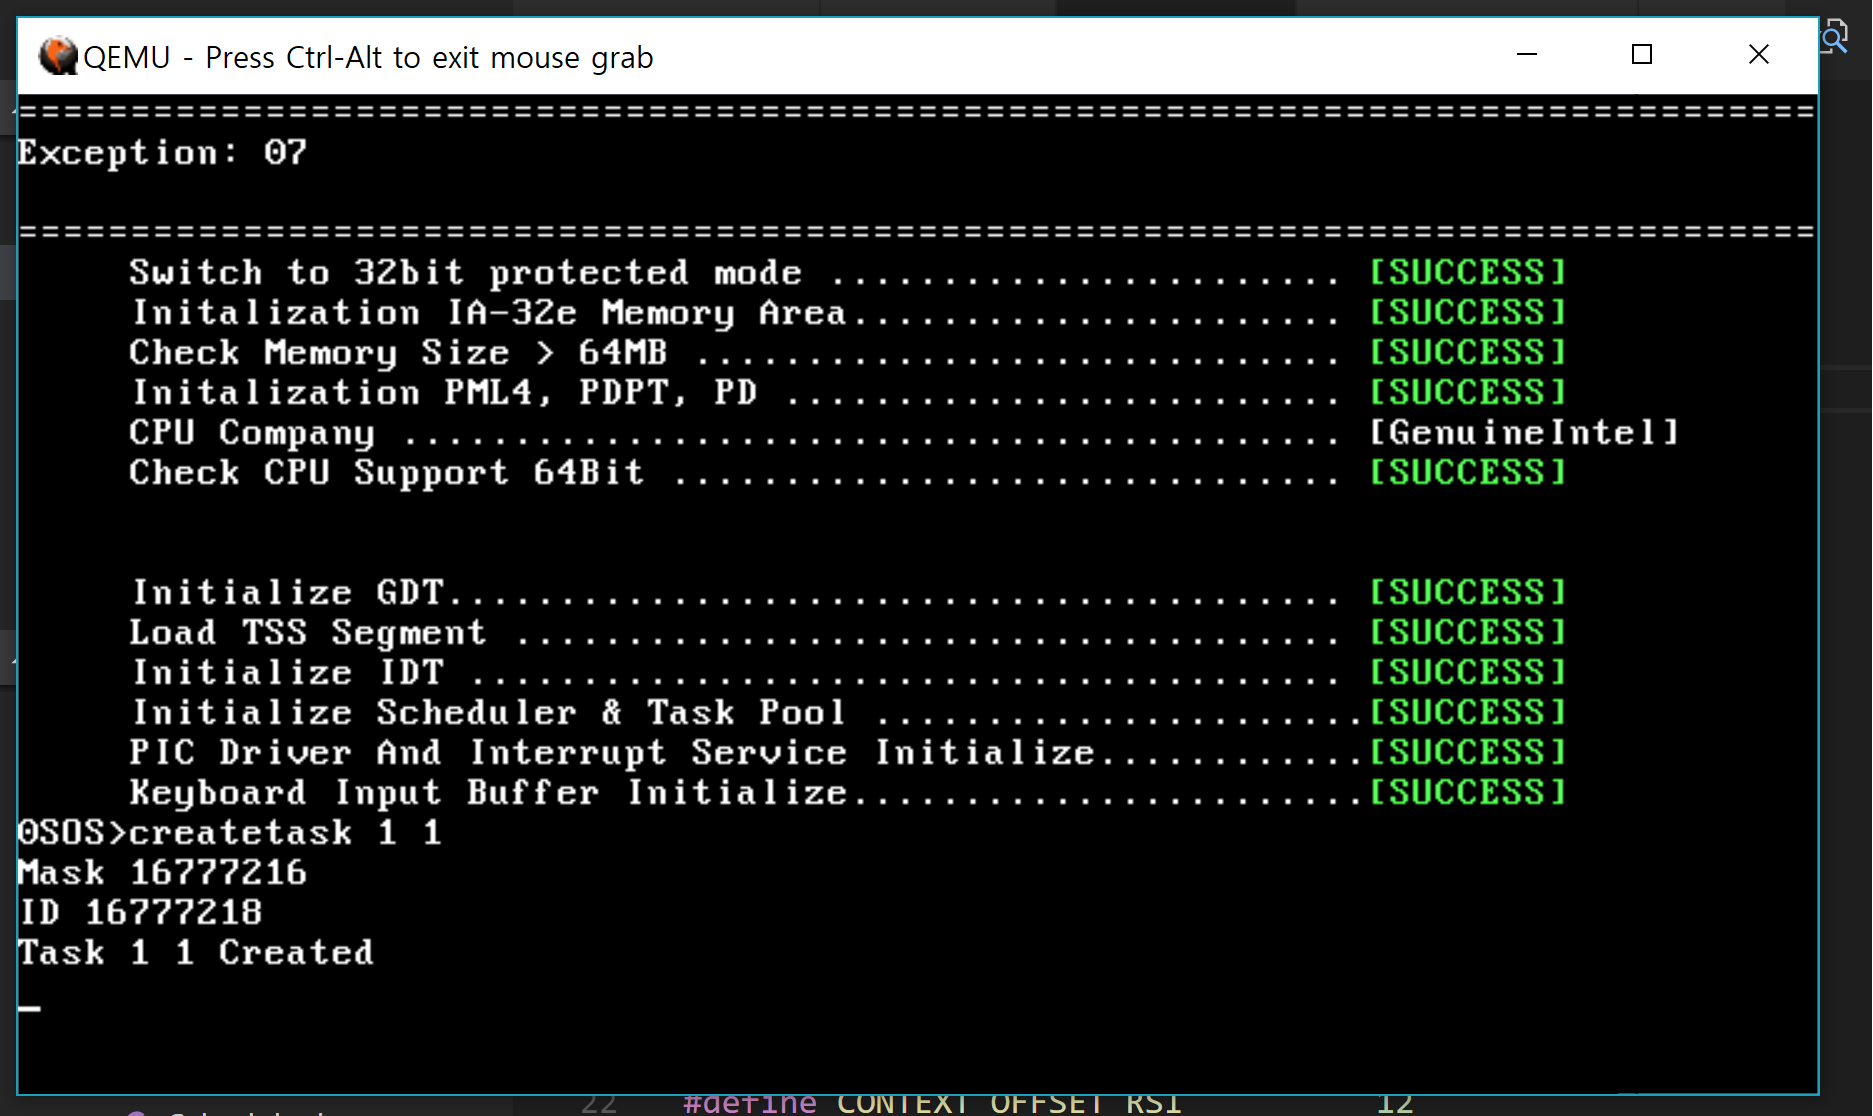 QEMU - Press Ctrl-Alt to exit mouse grab
================================================================================
Exception: 07
================================================================================
Switch to 32bit protected mode ....................... [SUCCESS]
Initalization IA-32e Memory Area...................... [SUCCESS]
Check Memory Size > 64MB ............................. [SUCCESS]
Initalization PML4, PDPT, PD ......................... [SUCCESS]
CPU Company .......................................... [GenuineIntel]
Check CPU Support 64Bit .............................. [SUCCESS]
Initialize GDT........................................ [SUCCESS]
Load TSS Segment ..................................... [SUCCESS]
Initialize IDT ....................................... [SUCCESS]
Initialize Scheduler & Task Pool ......................[SUCCESS]
PIC Driver And Interrupt Service Initialize............[SUCCESS]
Keyboard Input Buffer Initialize.......................[SUCCESS]
0SOS>createtask 1 1
Mask 16777216
ID 16777218
Task 1 1 Created
_
22 #define CONTEXT_OFFSET_RSI 12